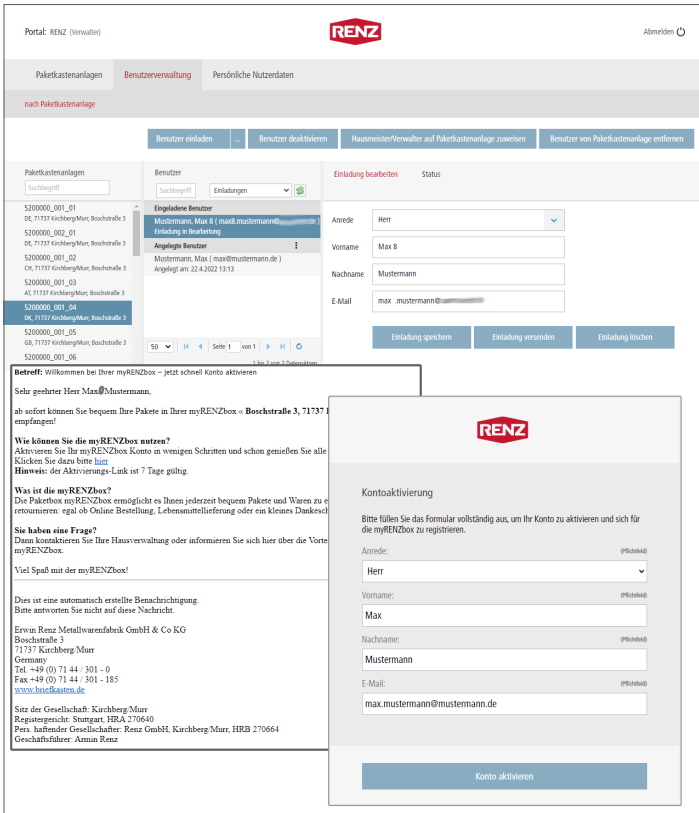 Portal: RENZ (Verwalter)
RENZ
Abmelden
Paketkastenanlagen
Benutzerverwaltung
Persönliche Nutzerdaten
nach Paketkastenanlage
Benutzer einladen
...
Benutzer deaktivieren
Hausmeister/Verwalter auf Paketkastenanlage zuweisen
Benutzer von Paketkastenanlage entfernen
Paketkastenanlagen
Suchbegriff
5200000_001_01
DE, 71737 Kirchberg/Murr, Boschstraße 3
5200000_002_01
DE, 71737 Kirchberg/Murr, Boschstraße 3
5200000_001_02
CH, 71737 Kirchberg/Murr, Boschstraße 3
5200000_001_03
AT, 71737 Kirchberg/Murr, Boschstraße 3
5200000_001_04
DK, 71737 Kirchberg/Murr, Boschstraße 3
5200000_001_05
GB, 71737 Kirchberg/Murr, Boschstraße 3
5200000_001_06
Benutzer
Suchbegriff
Einladungen
Eingeladene Benutzer
Mustermann, Max 8 ( max8.mustermann@ )
Einladung in Bearbeitung
Angelegte Benutzer
Mustermann, Max ( max@mustermann.de )
Angelegt am: 22.4.2022 13:13
50
Seite 1 von 1
1 bis 2 von 2 Datensätzen
Einladung bearbeiten
Status
Anrede
Herr
Vorname
Max 8
Nachname
Mustermann
E-Mail
max .mustermann@
Einladung speichern
Einladung versenden
Einladung löschen
Betreff: Willkommen bei Ihrer myRENZbox – jetzt schnell Konto aktivieren
Sehr geehrter Herr Max Mustermann,
ab sofort können Sie bequem Ihre Pakete in Ihrer myRENZbox « Boschstraße 3, 71737
empfangen!
Wie können Sie die myRENZbox nutzen?
Aktivieren Sie Ihr myRENZbox Konto in wenigen Schritten und schon genießen Sie alle
Klicken Sie dazu bitte hier
Hinweis: der Aktivierungs-Link ist 7 Tage gültig.
Was ist die myRENZbox?
Die Paketbox myRENZbox ermöglicht es Ihnen jederzeit bequem Pakete und Waren zu e
retournieren: egal ob Online Bestellung, Lebensmittellieferung oder ein kleines Dankesch
Sie haben eine Frage?
Dann kontaktieren Sie Ihre Hausverwaltung oder informieren Sie sich hier über die Vorte
myRENZbox.
Viel Spaß mit der myRENZbox!
Dies ist eine automatisch erstellte Benachrichtigung.
Bitte antworten Sie nicht auf diese Nachricht.
Erwin Renz Metallwarenfabrik GmbH & Co KG
Boschstraße 3
71737 Kirchberg/Murr
Germany
Tel. +49 (0) 71 44 / 301 - 0
Fax +49 (0) 71 44 / 301 - 185
www.briefkasten.de
Sitz der Gesellschaft: Kirchberg/Murr
Registergericht: Stuttgart, HRA 270640
Pers. haftender Gesellschafter: Renz GmbH, Kirchberg/Murr, HRB 270664
Geschäftsführer: Armin Renz
RENZ
Kontoaktivierung
Bitte füllen Sie das Formular vollständig aus, um Ihr Konto zu aktivieren und sich für
die myRENZbox zu registrieren.
Anrede: (Pflichtfeld)
Herr
Vorname: (Pflichtfeld)
Max
Nachname: (Pflichtfeld)
Mustermann
E-Mail: (Pflichtfeld)
max.mustermann@mustermann.de
Konto aktivieren